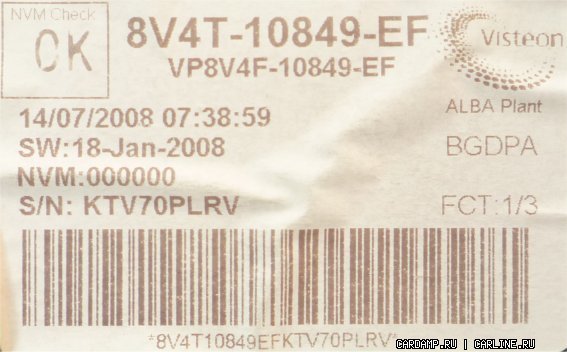 NVM Check
OK
8V4T-10849-EF
VP8V4F-10849-EF
Visteon
ALBA Plant
14/07/2008 07:38:59
SW:18-Jan-2008
BGDPA
NVM:000000
S/N: KTV70PLRV
FCT:1/3
*8V4T10849EFKTV70PLRV*
CARDAMP.RU | CARLINE.RU